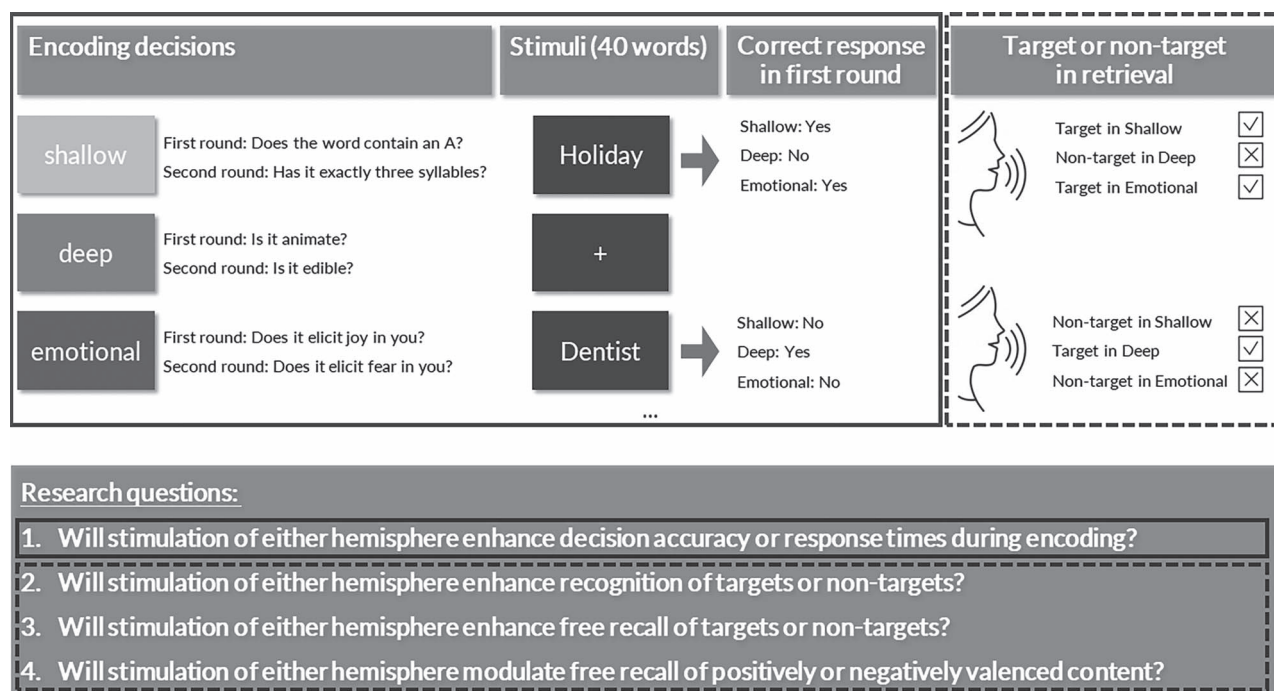 Encoding decisions
Stimuli (40 words)
Correct response
in first round
Target or non-target
in retrieval
shallow
First round: Does the word contain an A?
Second round: Has it exactly three syllables?
Holiday
Shallow: Yes
Deep: No
Emotional: Yes
Target in Shallow
Non-target in Deep
Target in Emotional
deep
First round: Is it animate?
Second round: Is it edible?
+
emotional
First round: Does it elicit joy in you?
Second round: Does it elicit fear in you?
Dentist
Shallow: No
Deep: Yes
Emotional: No
Non-target in Shallow
Target in Deep
Non-target in Emotional
...
Research questions:
1. Will stimulation of either hemisphere enhance decision accuracy or response times during encoding?
2. Will stimulation of either hemisphere enhance recognition of targets or non-targets?
3. Will stimulation of either hemisphere enhance free recall of targets or non-targets?
4. Will stimulation of either hemisphere modulate free recall of positively or negatively valenced content?